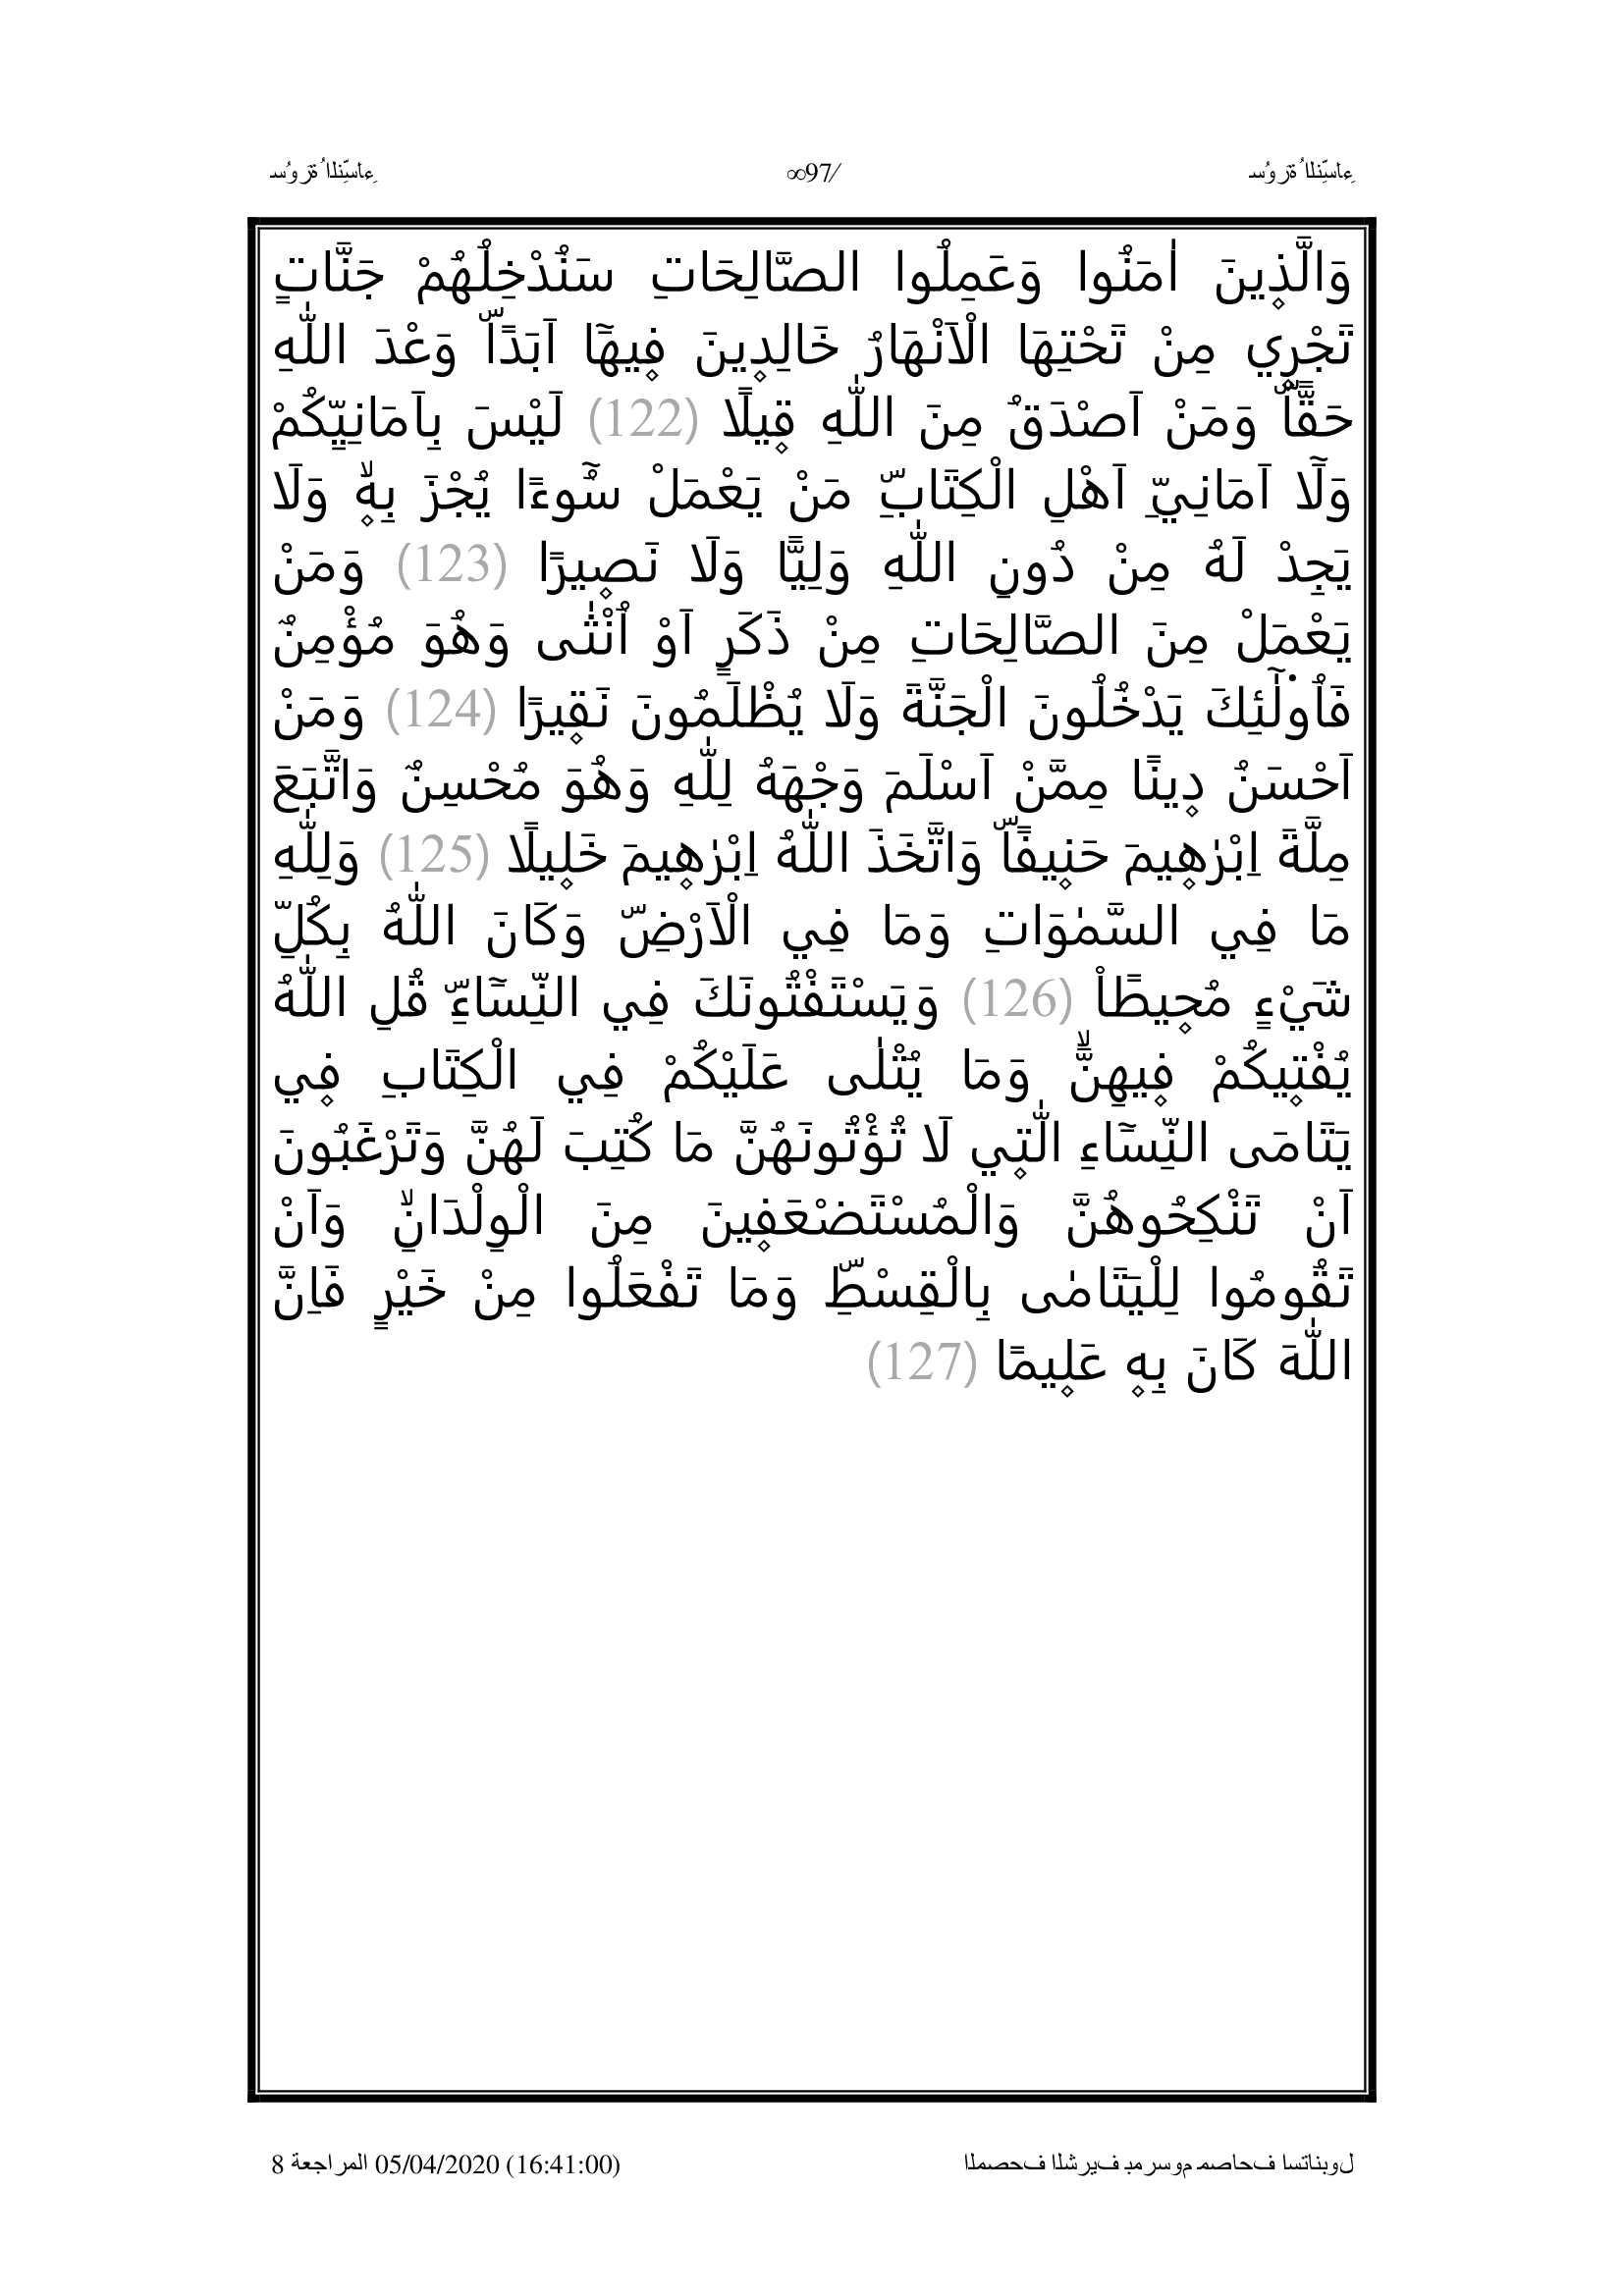 سُورَةُ النِّسَاءِ ∞97/ سُورَةُ النِّسَاءِ
وَالَّذ۪ينَ اٰمَنُوا وَعَمِلُوا الصَّالِحَاتِ سَنُدْخِلُهُمْ جَنَّاتٍ
تَجْر۪ي مِنْ تَحْتِهَا الْاَنْهَارُ خَالِد۪ينَ ف۪يهَٓا اَبَدًاۜ وَعْدَ اللّٰهِ
حَقًّاۜ وَمَنْ اَصْدَقُ مِنَ اللّٰهِ ق۪يلًا (122) لَيْسَ بِاَمَانِيِّكُمْ
وَلَٓا اَمَانِيِّ اَهْلِ الْكِتَابِۜ مَنْ يَعْمَلْ سُٓوءًا يُجْزَ بِه۪ۙ وَلَا
يَجِدْ لَهُ مِنْ دُونِ اللّٰهِ وَلِيًّا وَلَا نَص۪يرًا (123) وَمَنْ
يَعْمَلْ مِنَ الصَّالِحَاتِ مِنْ ذَكَرٍ اَوْ اُنْثٰى وَهُوَ مُؤْمِنٌ
فَاُو۬لٰٓئِكَ يَدْخُلُونَ الْجَنَّةَ وَلَا يُظْلَمُونَ نَق۪يرًا (124) وَمَنْ
اَحْسَنُ د۪ينًا مِمَّنْ اَسْلَمَ وَجْهَهُ لِلّٰهِ وَهُوَ مُحْسِنٌ وَاتَّبَعَ
مِلَّةَ اِبْرٰه۪يمَ حَن۪يفًاۜ وَاتَّخَذَ اللّٰهُ اِبْرٰه۪يمَ خَل۪يلًا (125) وَلِلّٰهِ
مَا فِي السَّمٰوَاتِ وَمَا فِي الْاَرْضِۜ وَكَانَ اللّٰهُ بِكُلِّ
شَيْءٍ مُح۪يطًا۟ (126) وَيَسْتَفْتُونَكَ فِي النِّسَٓاءِۜ قُلِ اللّٰهُ
يُفْت۪يكُمْ ف۪يهِنَّۙ وَمَا يُتْلٰى عَلَيْكُمْ فِي الْكِتَابِ ف۪ي
يَتَامَى النِّسَٓاءِ الّٰت۪ي لَا تُؤْتُونَهُنَّ مَا كُتِبَ لَهُنَّ وَتَرْغَبُونَ
اَنْ تَنْكِحُوهُنَّ وَالْمُسْتَضْعَف۪ينَ مِنَ الْوِلْدَانِۙ وَاَنْ
تَقُومُوا لِلْيَتَامٰى بِالْقِسْطِۜ وَمَا تَفْعَلُوا مِنْ خَيْرٍ فَاِنَّ
اللّٰهَ كَانَ بِه۪ عَل۪يمًا (127)
المصحف الشريف بمرسوم مصاحف استانبول المراجعة 8 05/04/2020 (16:41:00)